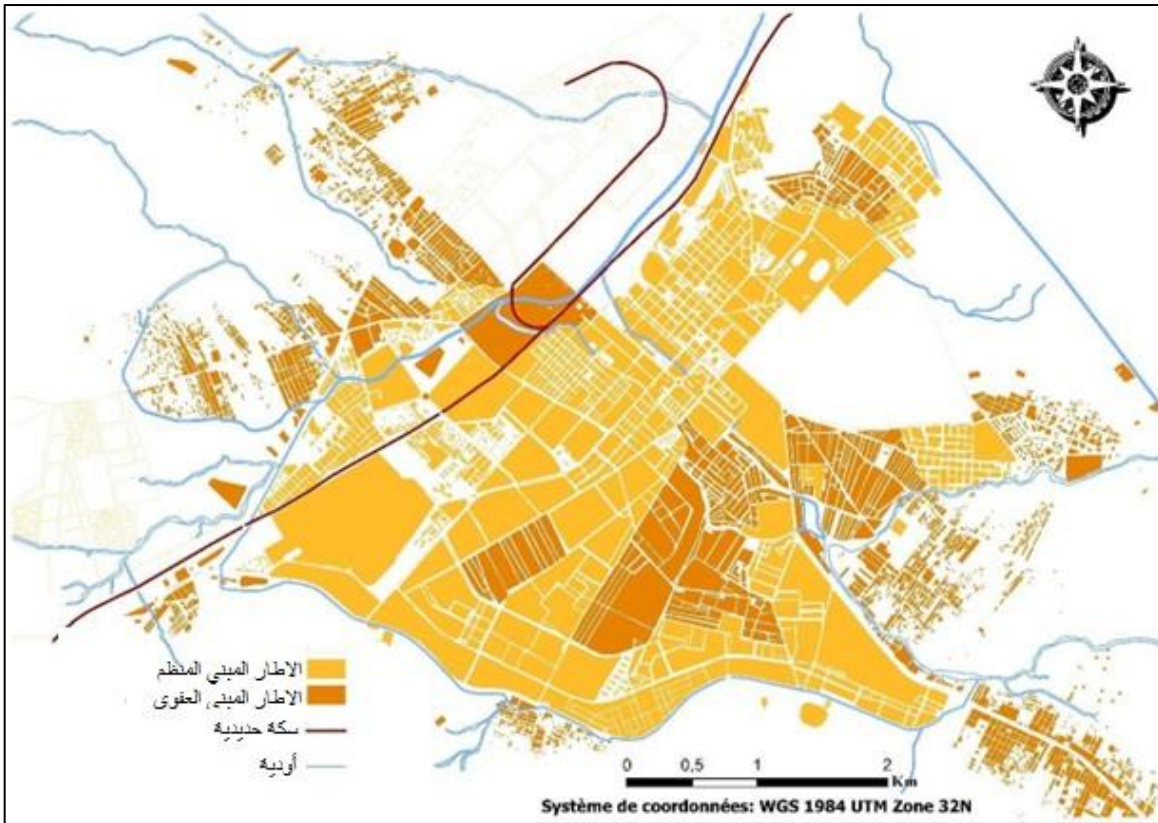 الاطار المبني المنظم
الاطار المبني العفوي
سكة حديدية
أودية
0 0,5 1 2
Km
Système de coordonnées: WGS 1984 UTM Zone 32N